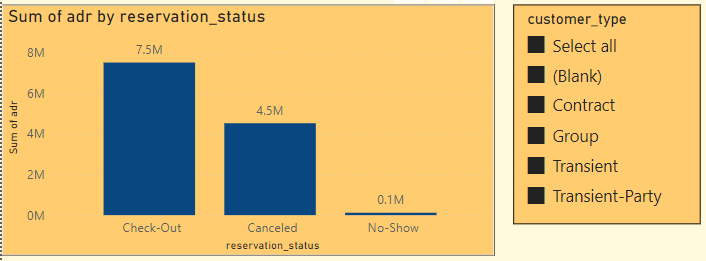 Sum of adr by reservation_status
8M
6M
4M
2M
0M
Sum of adr
7.5M
4.5M
0.1M
Check-Out
Canceled
No-Show
reservation_status
customer_type
Select all
(Blank)
Contract
Group
Transient
Transient-Party